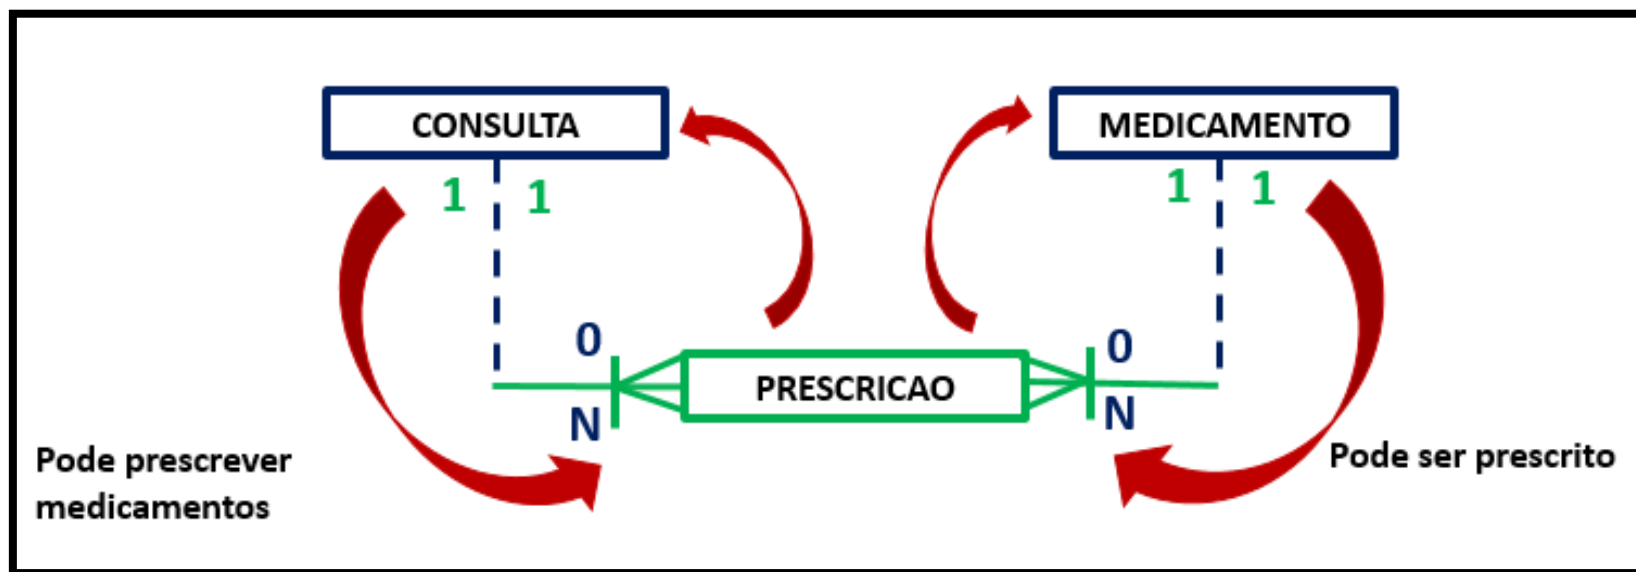 CONSULTA
MEDICAMENTO
1 1
1 1
0
0
PRESCRICAO
N
N
Pode prescrever
medicamentos
Pode ser prescrito